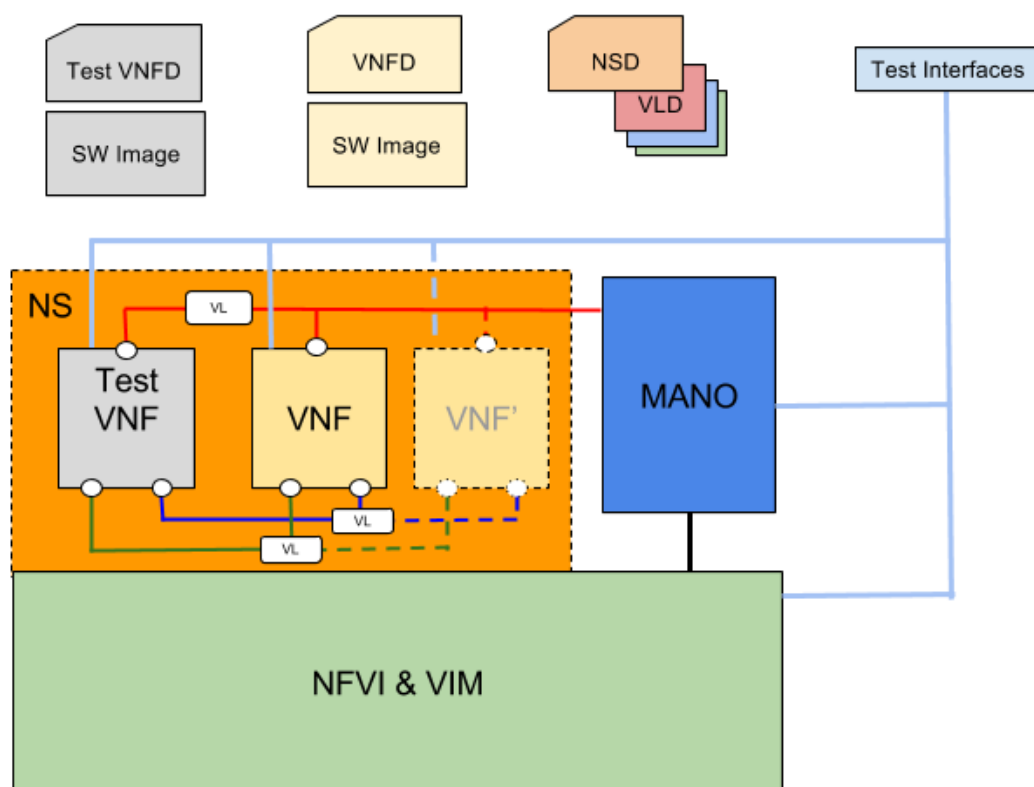 Test VNFD
VNFD
NSD
Test Interfaces
VLD
SW Image
SW Image
NS
VL
Test
VNF
VNF
VNF’
MANO
VL
VL
NFVI & VIM